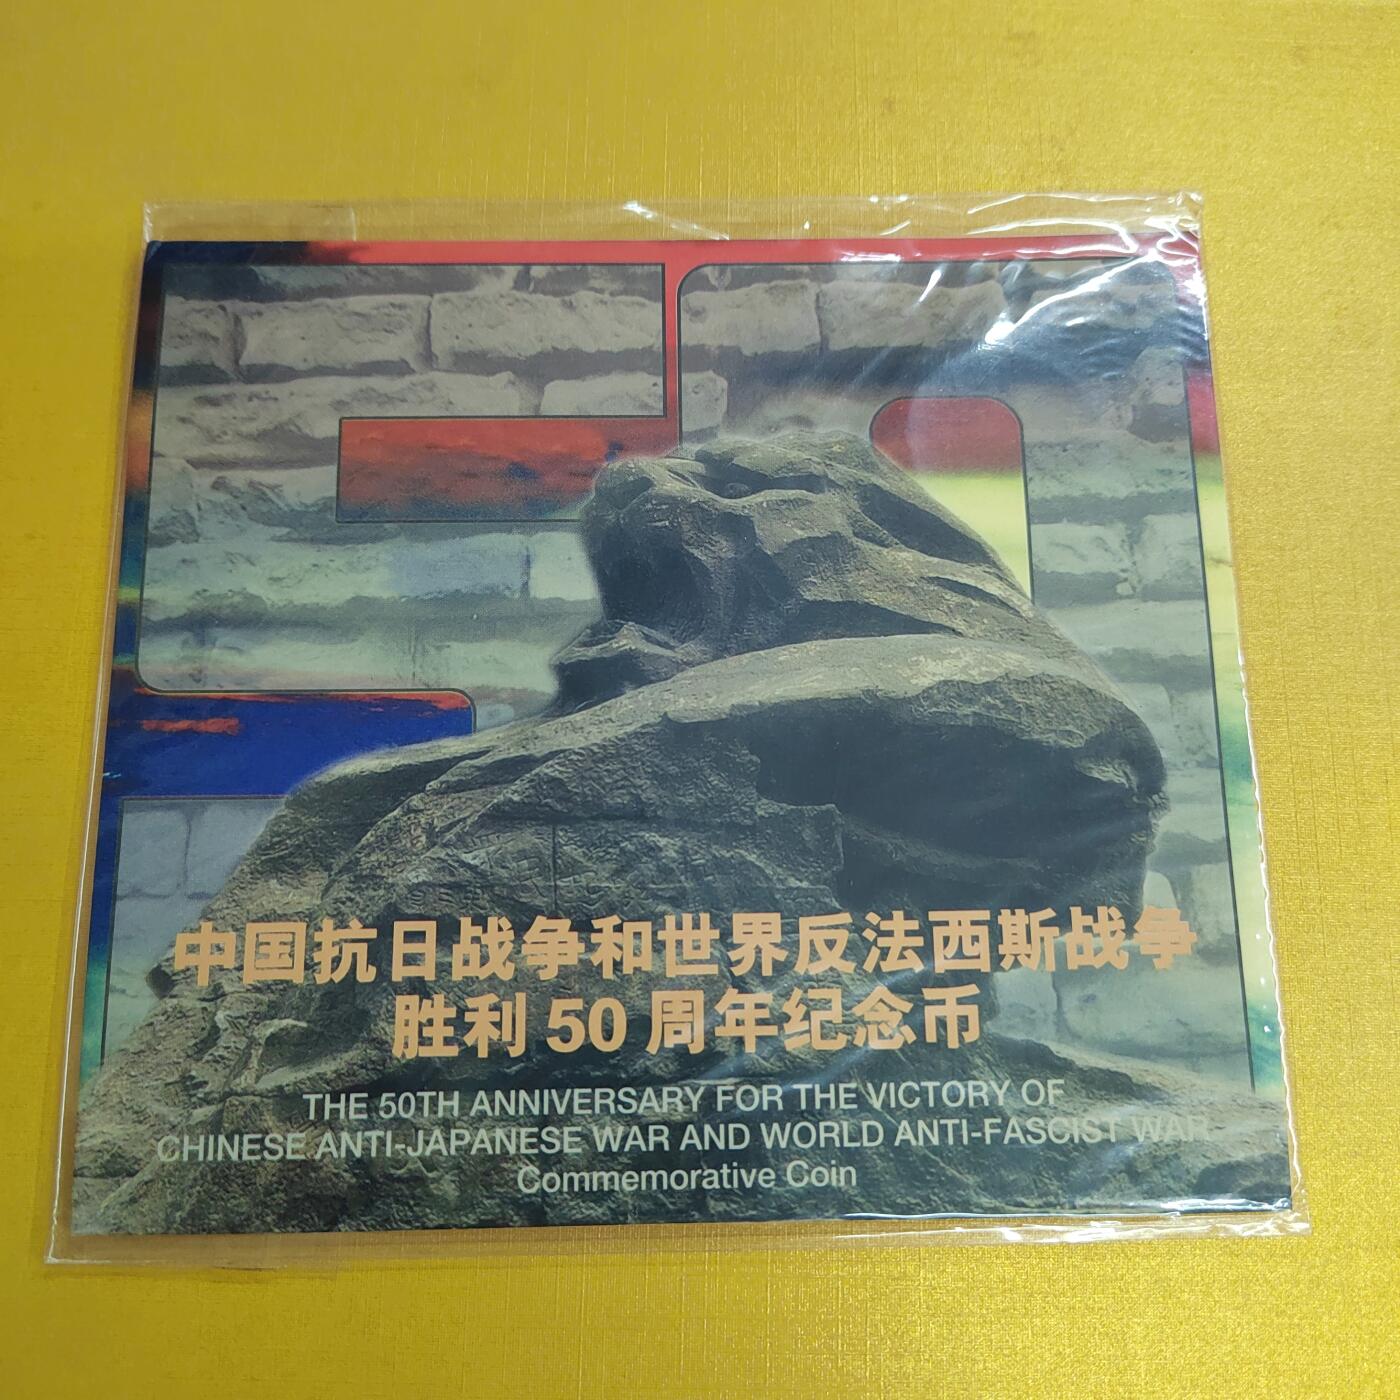 中国抗日战争和世界反法西斯战争
胜利50周年纪念币
THE 50TH ANNIVERSARY FOR THE VICTORY OF
CHINESE ANTI-JAPANESE WAR AND WORLD ANTI-FASCIST WAR
Commemorative Coin